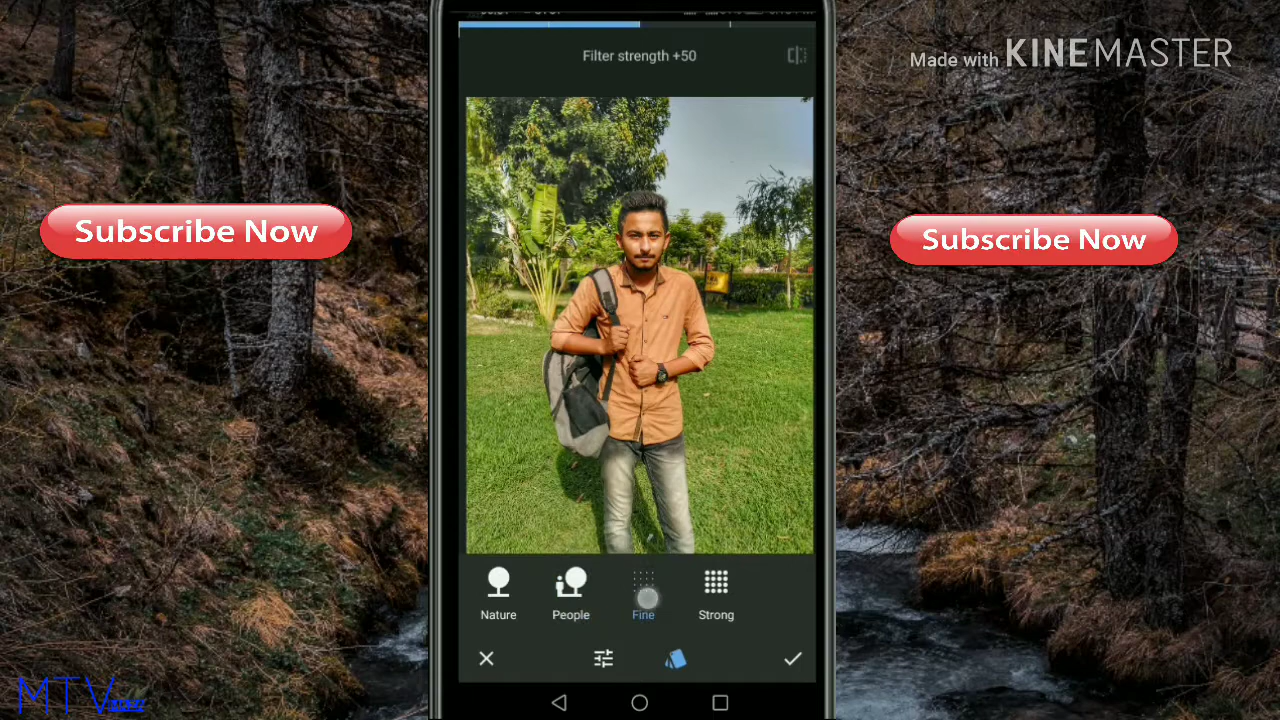 Filter strength +50
Made with KINEMASTER
Subscribe Now
Subscribe Now
Nature
People
Fine
Strong
MTV